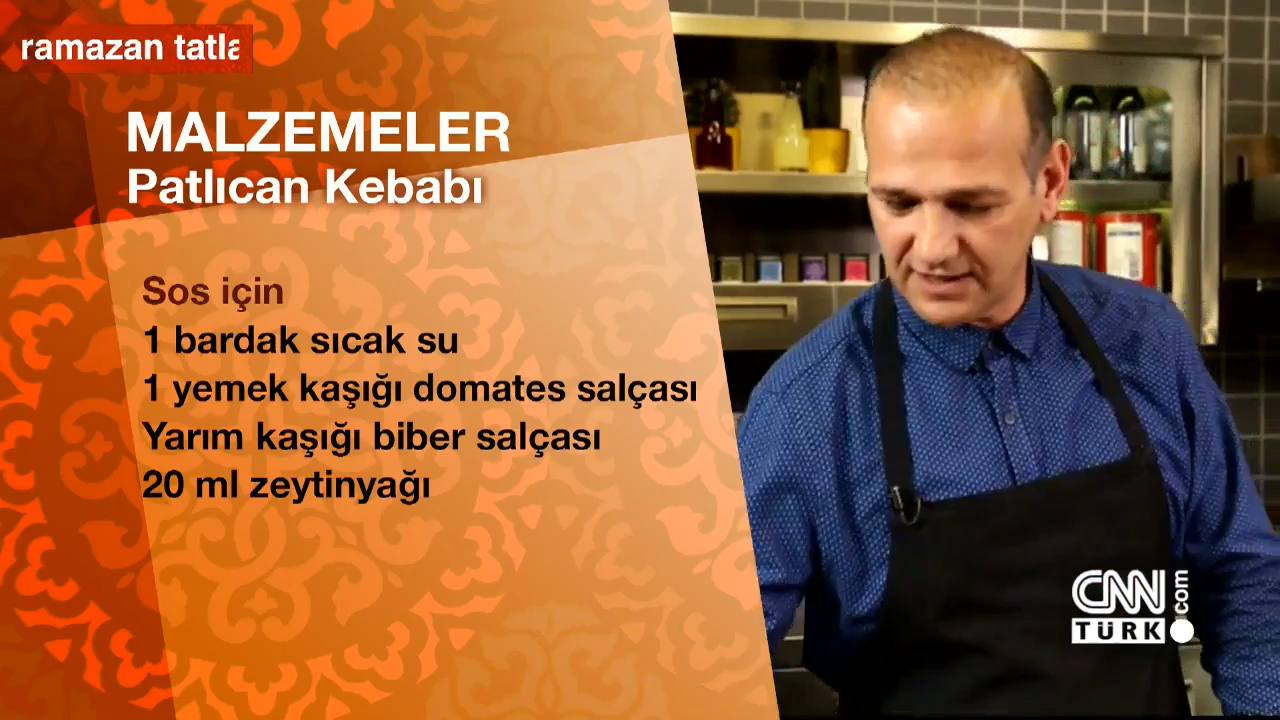 ramazan tatla
MALZEMELER
Patlıcan Kebabı
Sos için
1 bardak sıcak su
1 yemek kaşığı domates salçası
Yarım kaşığı biber salçası
20 ml zeytinyağı
CNN
TÜRK
.com